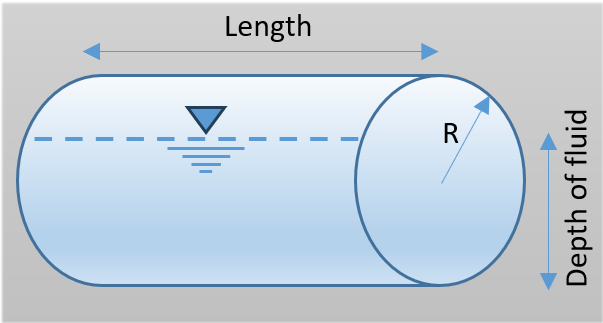 Length
R
Depth of fluid